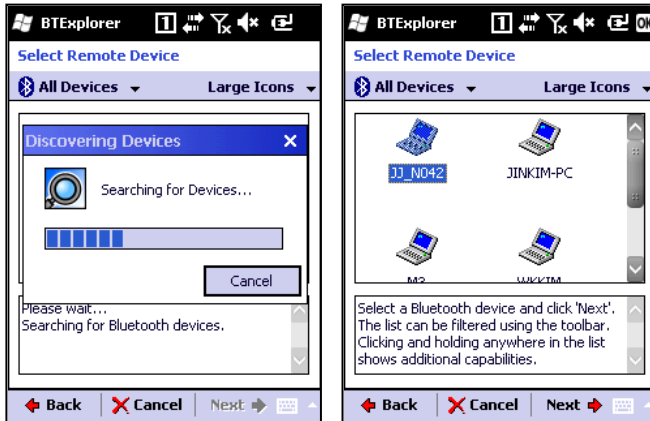 BTExplorer
Select Remote Device
All Devices Large Icons
Discovering Devices
Searching for Devices...
Cancel
Please wait...
Searching for Bluetooth devices.
Back Cancel Next
BTExplorer OK
Select Remote Device
All Devices Large Icons
JJ_N042 JINKIM-PC
M3 WKKIM
Select a Bluetooth device and click 'Next'.
The list can be filtered using the toolbar.
Clicking and holding anywhere in the list
shows additional capabilities.
Back Cancel Next